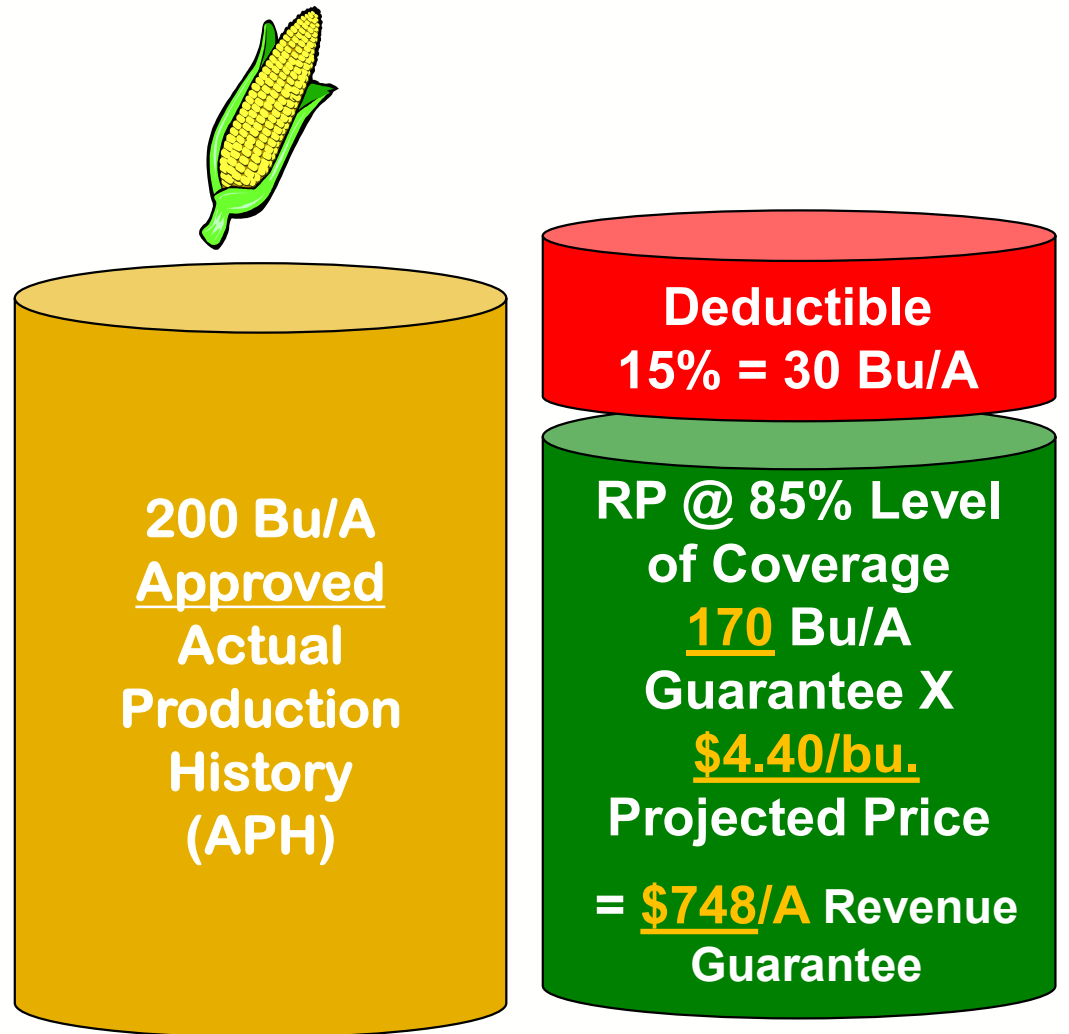 200 Bu/A
Approved
Actual
Production
History
(APH)
Deductible
15% = 30 Bu/A
RP @ 85% Level
of Coverage
170 Bu/A
Guarantee X
$4.40/bu.
Projected Price
= $748/A Revenue
Guarantee